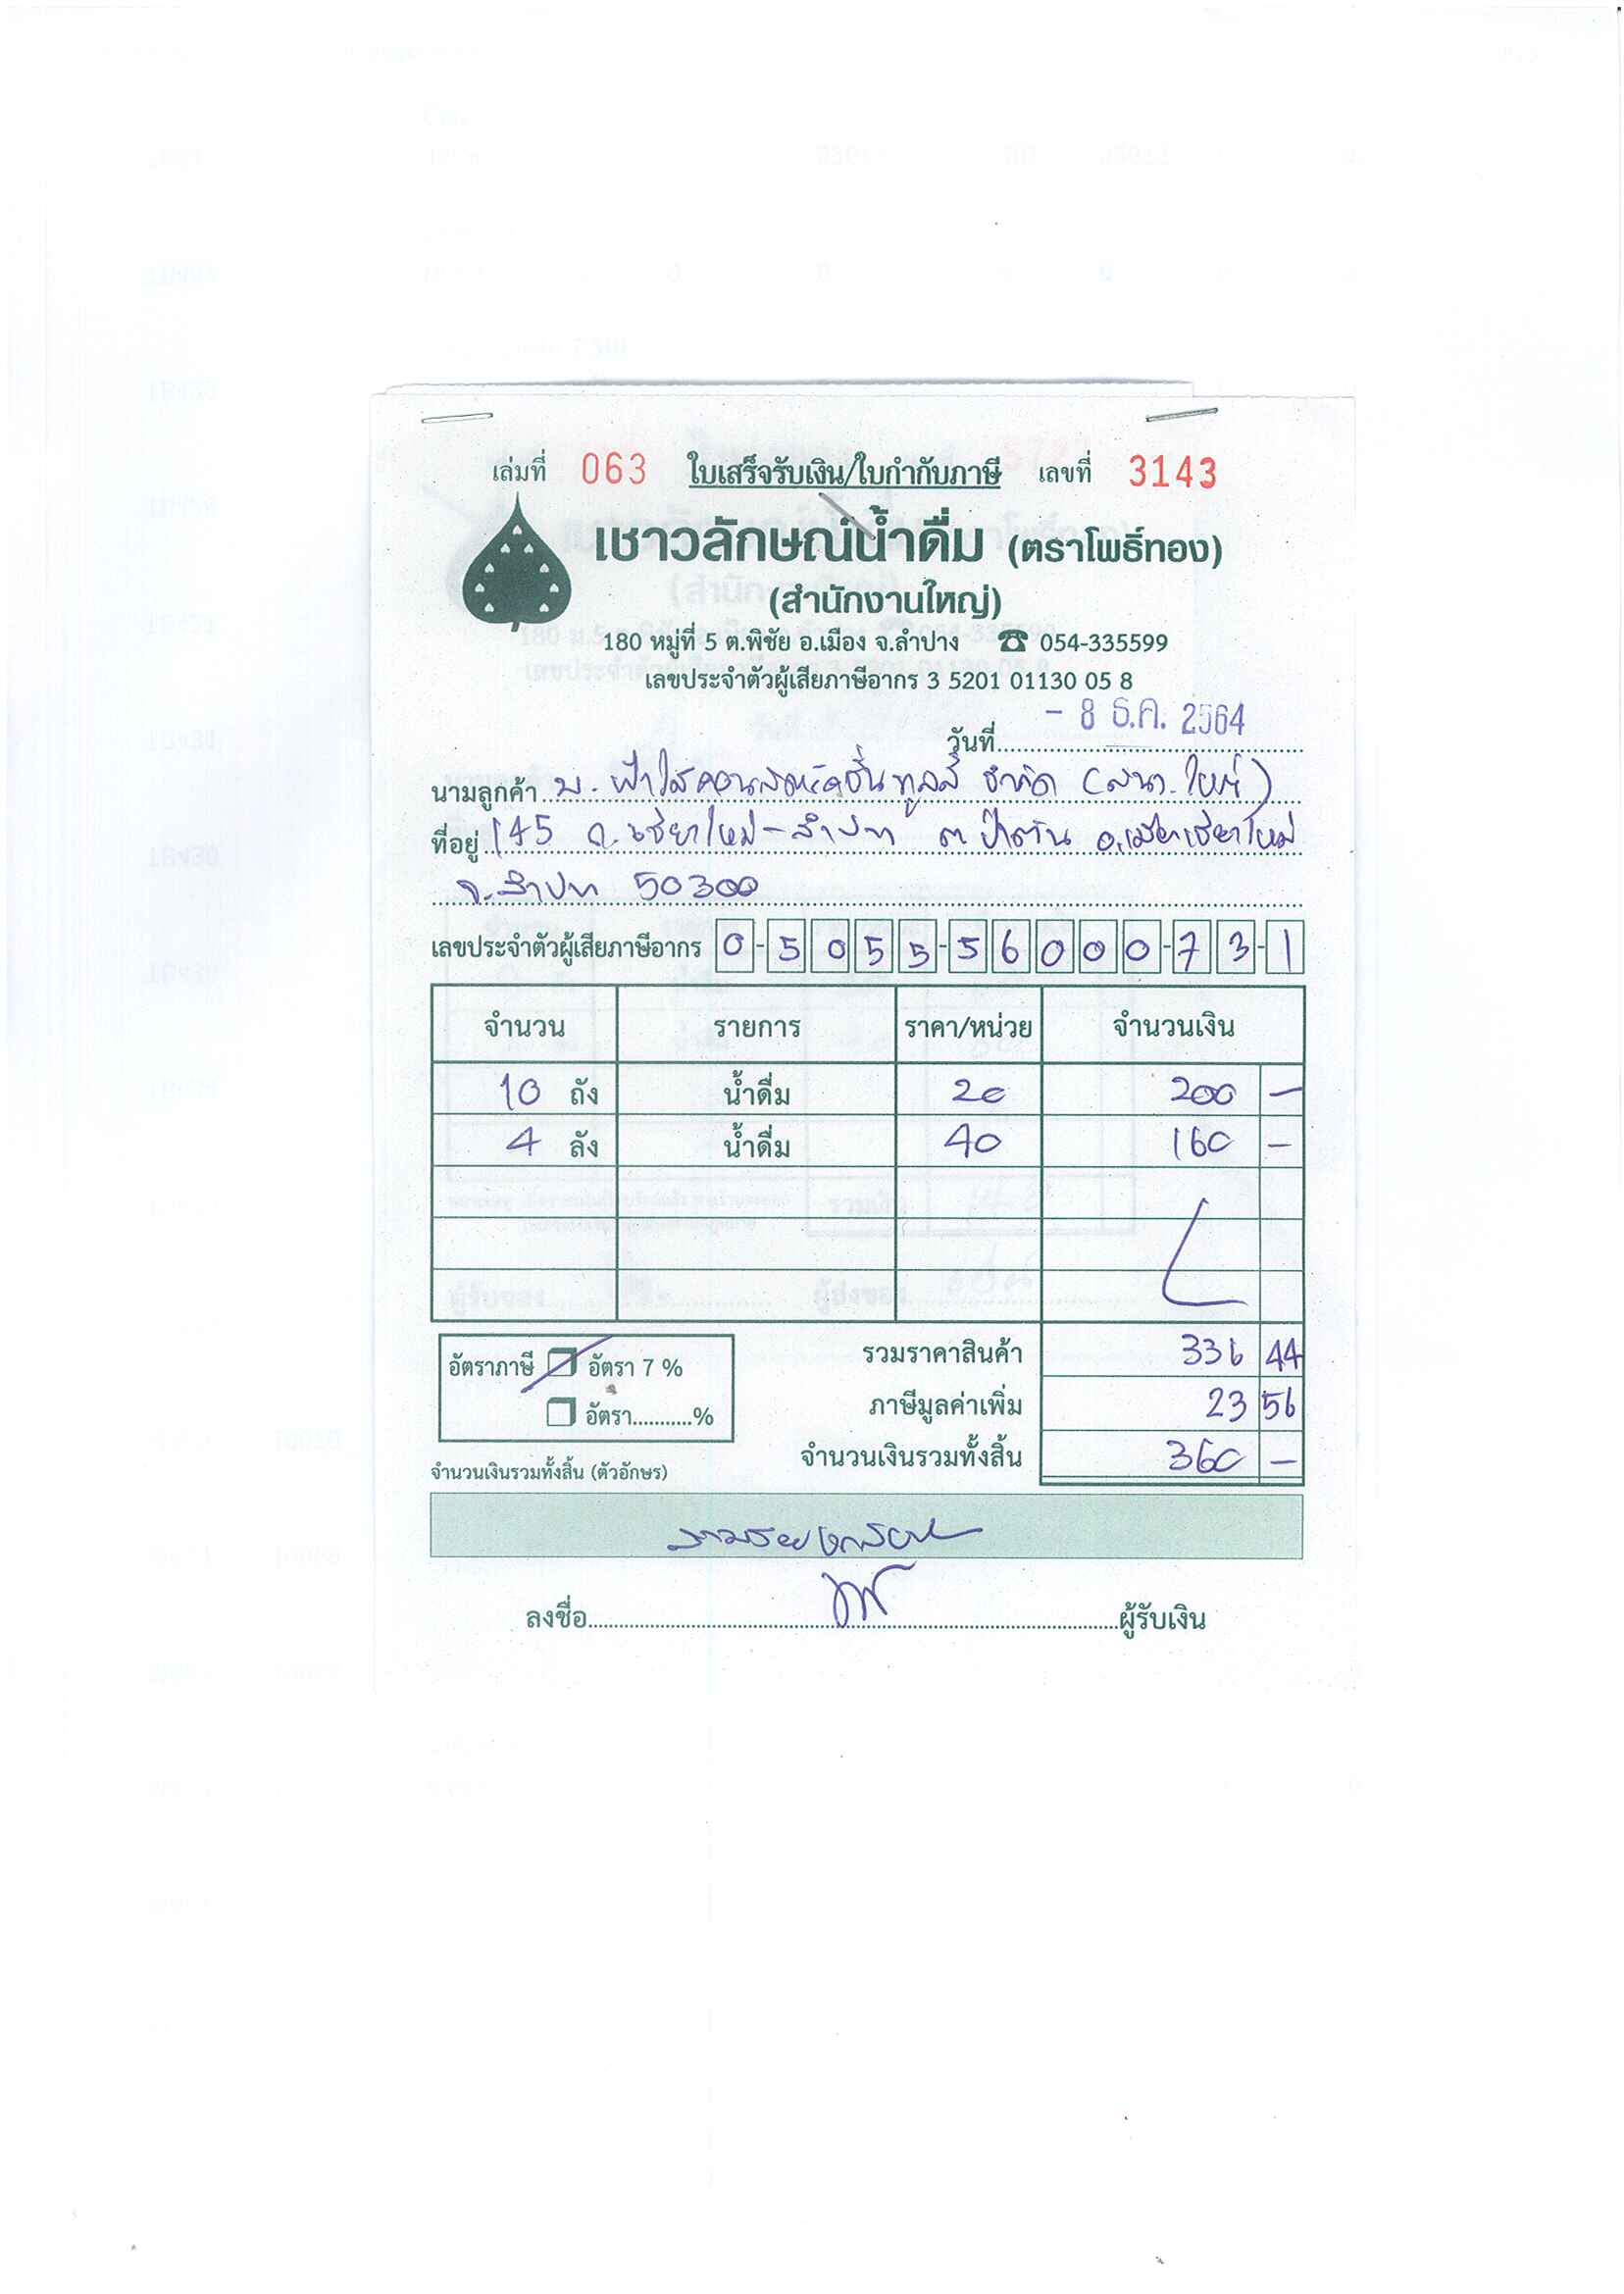 เล่มที่ 063 ใบเสร็จรับเงิน/ใบกำกับภาษี เลขที่ 3143
เชาวลักษณ์น้ำดื่ม (ตราโพธิ์ทอง)
(สำนักงานใหญ่)
180 หมู่ที่ 5 ต.พิชัย อ.เมือง จ.ลำปาง ☎ 054-335599
เลขประจำตัวผู้เสียภาษีอากร 3 5201 01130 05 8
วันที่ - 8 ธ.ค. 2564
นามลูกค้า บ. ฟ้าใสคอนสตรัคชั่น ทูลส์ จำกัด (สนง.ใหญ่)
ที่อยู่ 145 ถ.เชียงใหม่-ลำปาง ต.ป่าตัน อ.เมืองเชียงใหม่
จ.ลำปาง 50300
เลขประจำตัวผู้เสียภาษีอากร 0-5055-56000-73-1
จำนวน รายการ ราคา/หน่วย จำนวนเงิน
10 ถัง น้ำดื่ม 20 200 -
4 ลัง น้ำดื่ม 40 160 -
รวมราคาสินค้า 336 44
อัตราภาษี อัตรา 7 %
ภาษีมูลค่าเพิ่ม 23 56
อัตรา...........%
จำนวนเงินรวมทั้งสิ้น 360 -
จำนวนเงินรวมทั้งสิ้น (ตัวอักษร)
สามร้อยหกสิบบาท
ลงชื่อ ผู้รับเงิน